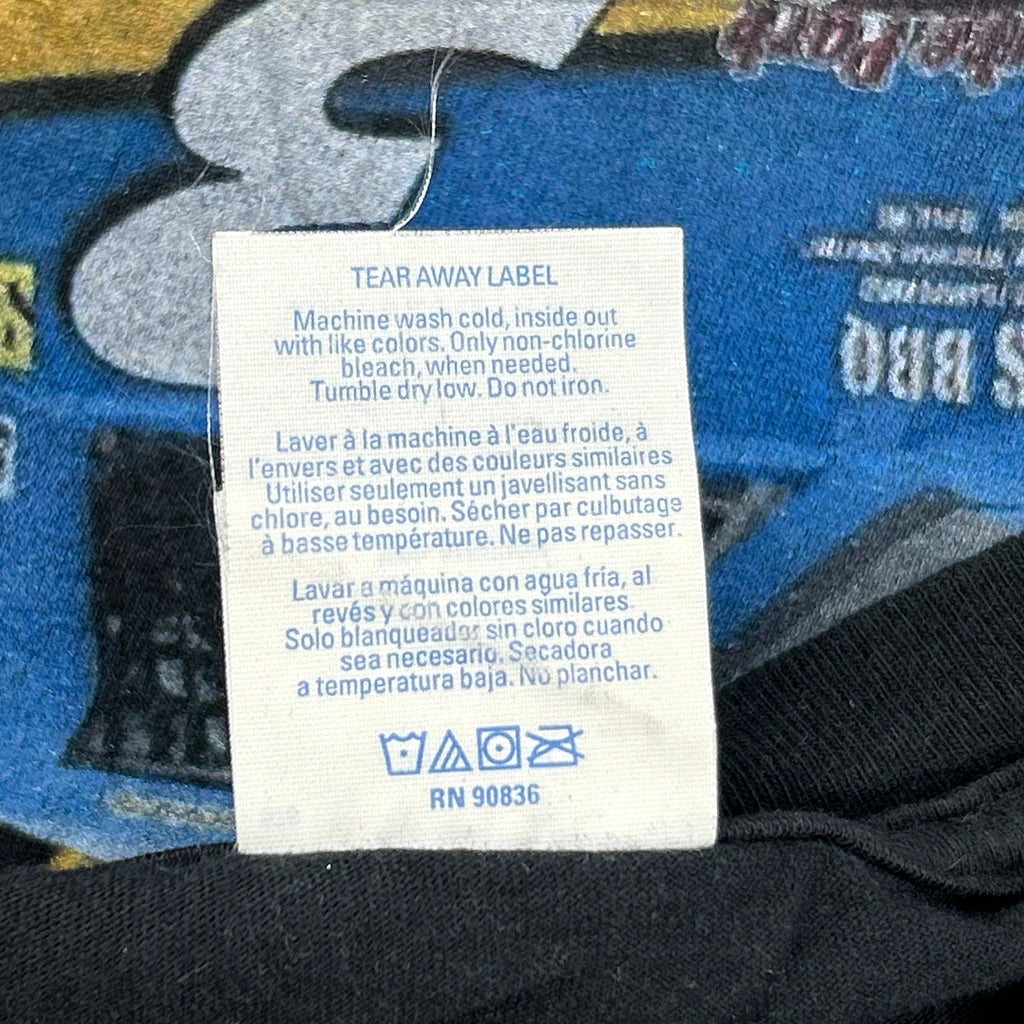 TEAR AWAY LABEL
Machine wash cold, inside out
with like colors. Only non-chlorine
bleach, when needed.
Tumble dry low. Do not iron.
Laver à la machine à l'eau froide, à
l'envers et avec des couleurs similaires
Utiliser seulement un javellisant sans
chlore, au besoin. Sécher par culbutage
à basse température. Ne pas repasser.
Lavar a máquina con agua fría, al
revés y con colores similares.
Solo blanqueador sin cloro cuando
sea necesario. Secadora
a temperatura baja. No planchar.
RN 90836
3
BBQ